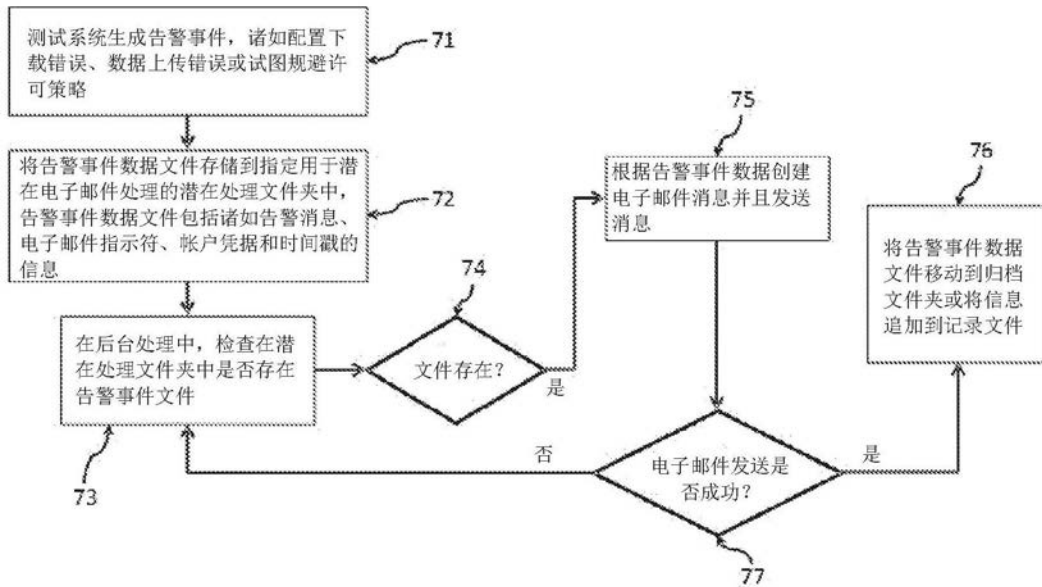 测试系统生成告警事件，诸如配置下
载错误、数据上传错误或试图规避许
可策略
71
将告警事件数据文件存储到指定用于潜
在电子邮件处理的潜在处理文件夹中，
告警事件数据文件包括诸如告警消息、
电子邮件指示符、帐户凭据和时间戳的
信息
72
在后台处理中，检查在潜
在处理文件夹中是否存在
告警事件文件
73
74
文件存在？
是
75
根据告警事件数据创建
电子邮件消息并且发送
消息
76
将告警事件数据
文件移动到归档
文件夹或将信息
追加到记录文件
电子邮件发送是
否成功？
否
是
77